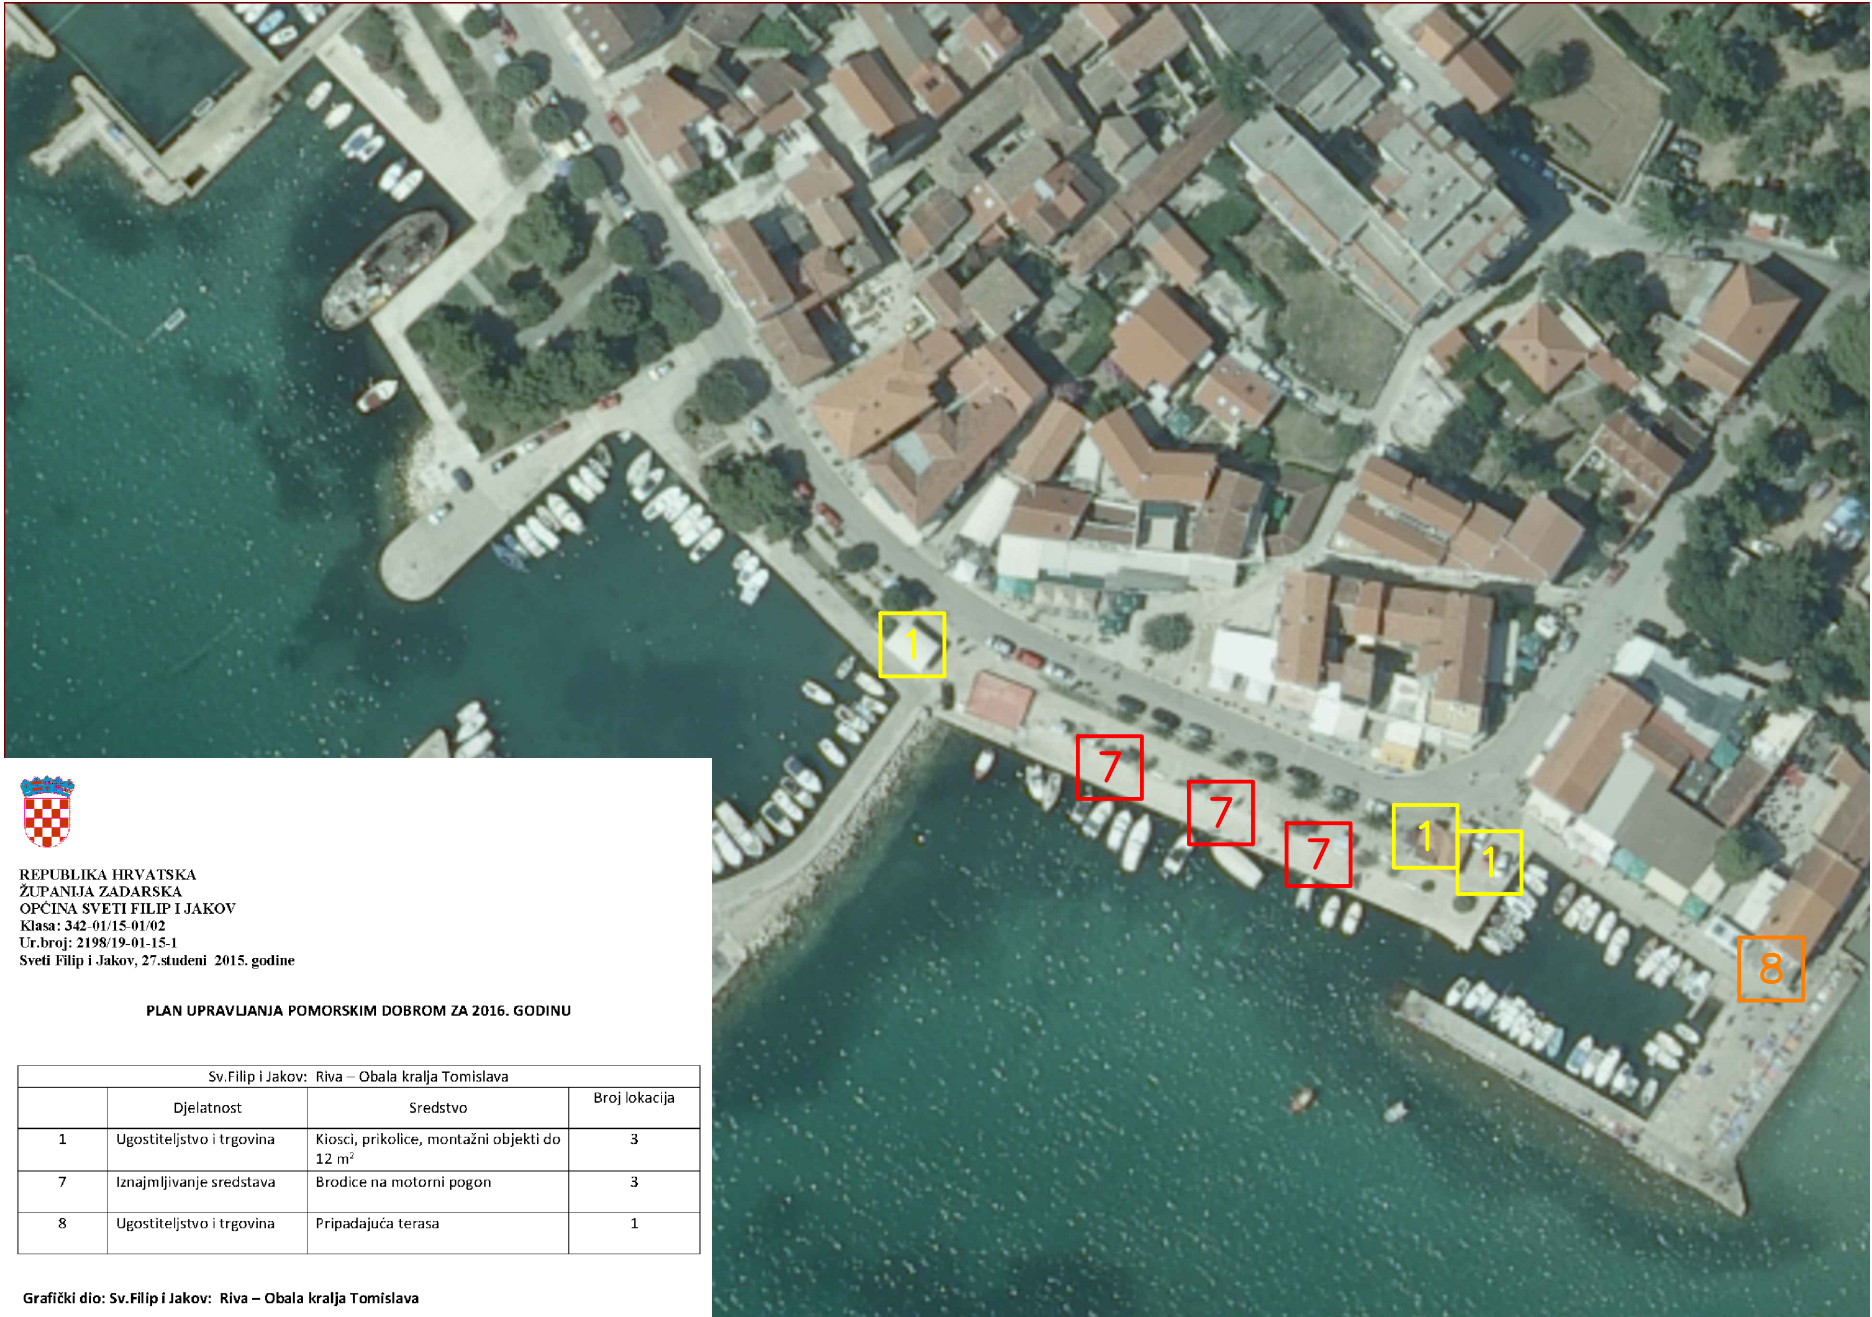 1
7
7
7
1
1
8
REPUBLIKA HRVATSKA
ŽUPANIJA ZADARSKA
OPĆINA SVETI FILIP I JAKOV
Klasa: 342-01/15-01/02
Ur.broj: 2198/19-01-15-1
Sveti Filip i Jakov, 27.studeni 2015. godine
PLAN UPRAVLJANJA POMORSKIM DOBROM ZA 2016. GODINU
Sv.Filip i Jakov: Riva – Obala kralja Tomislava
Djelatnost Sredstvo Broj lokacija
1 Ugostiteljstvo i trgovina Kiosci, prikolice, montažni objekti do 3
12 m²
7 Iznajmljivanje sredstava Brodice na motorni pogon 3
8 Ugostiteljstvo i trgovina Pripadajuća terasa 1
Grafički dio: Sv.Filip i Jakov: Riva – Obala kralja Tomislava